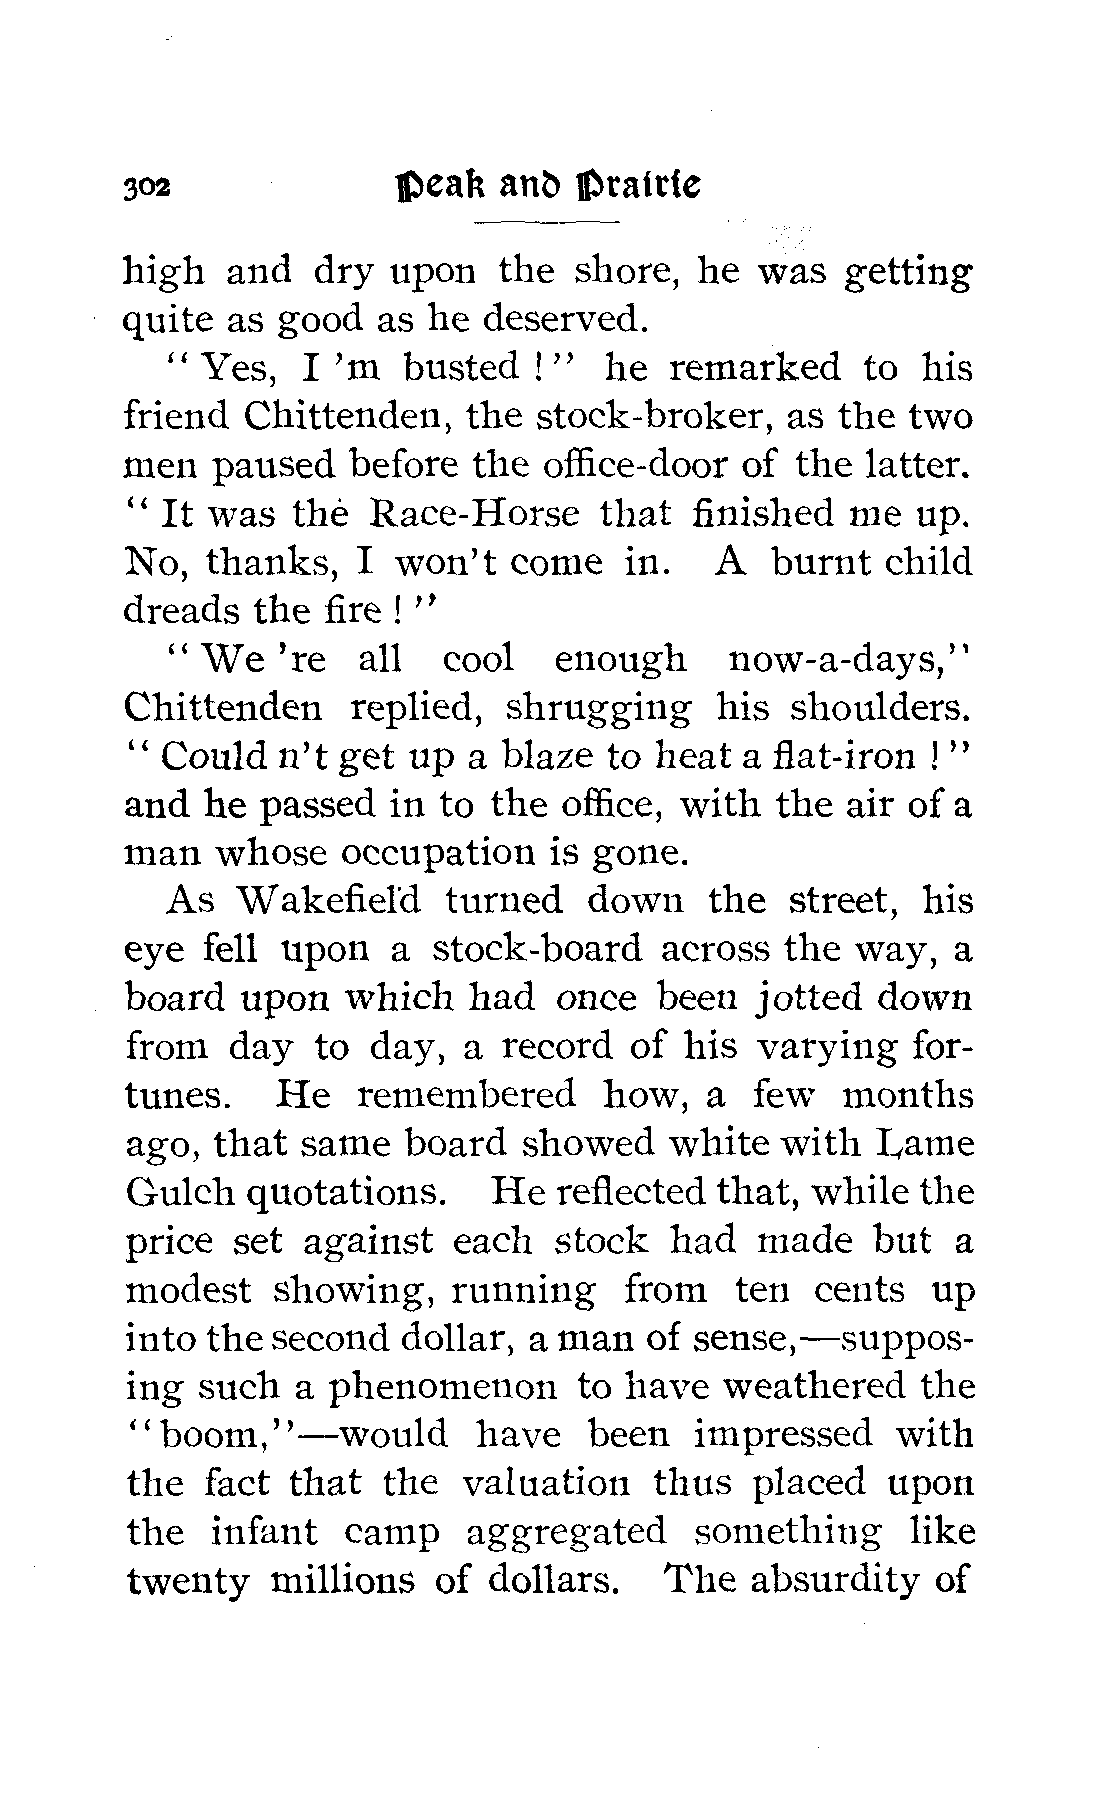 302 Peak and Prairie
high and dry upon the shore, he was getting
quite as good as he deserved.
"Yes, I 'm busted!" he remarked to his
friend Chittenden, the stock-broker, as the two
men paused before the office-door of the latter.
"It was the Race-Horse that finished me up.
No, thanks, I won't come in. A burnt child
dreads the fire!"
"We 're all cool enough now-a-days,"
Chittenden replied, shrugging his shoulders.
"Could n't get up a blaze to heat a flat-iron!"
and he passed in to the office, with the air of a
man whose occupation is gone.
As Wakefield turned down the street, his
eye fell upon a stock-board across the way, a
board upon which had once been jotted down
from day to day, a record of his varying for-
tunes. He remembered how, a few months
ago, that same board showed white with Lame
Gulch quotations. He reflected that, while the
price set against each stock had made but a
modest showing, running from ten cents up
into the second dollar, a man of sense,—suppos-
ing such a phenomenon to have weathered the
"boom,"—would have been impressed with
the fact that the valuation thus placed upon
the infant camp aggregated something like
twenty millions of dollars. The absurdity of